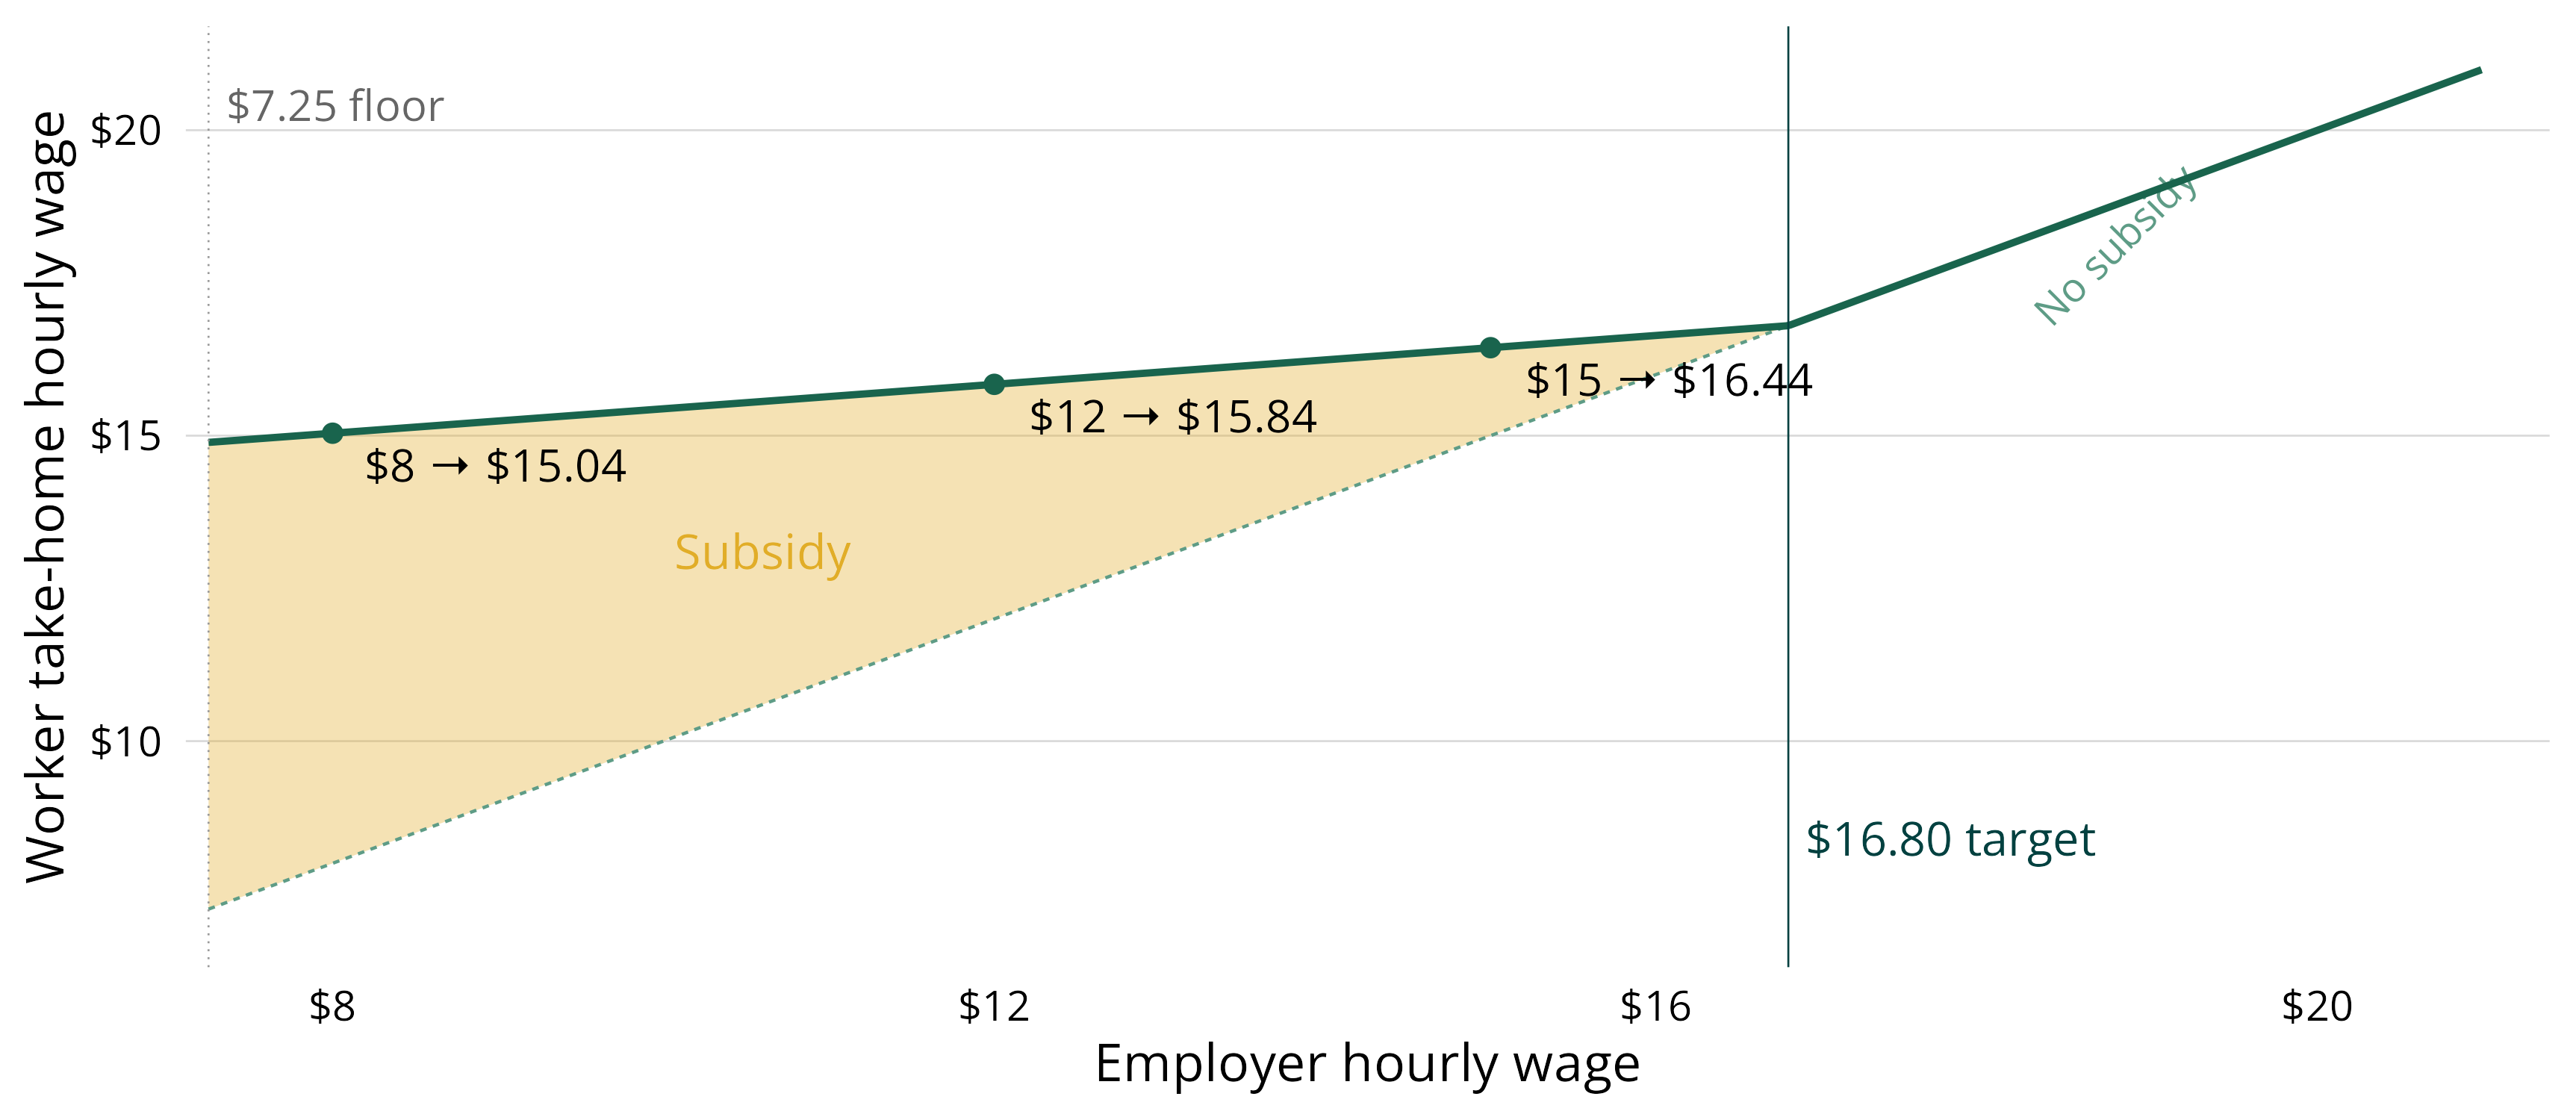 $7.25 floor
$20
$15
$10
Worker take-home hourly wage
No subsidy
$15 → $16.44
$12 → $15.84
$8 → $15.04
Subsidy
$16.80 target
$8
$12
$16
$20
Employer hourly wage